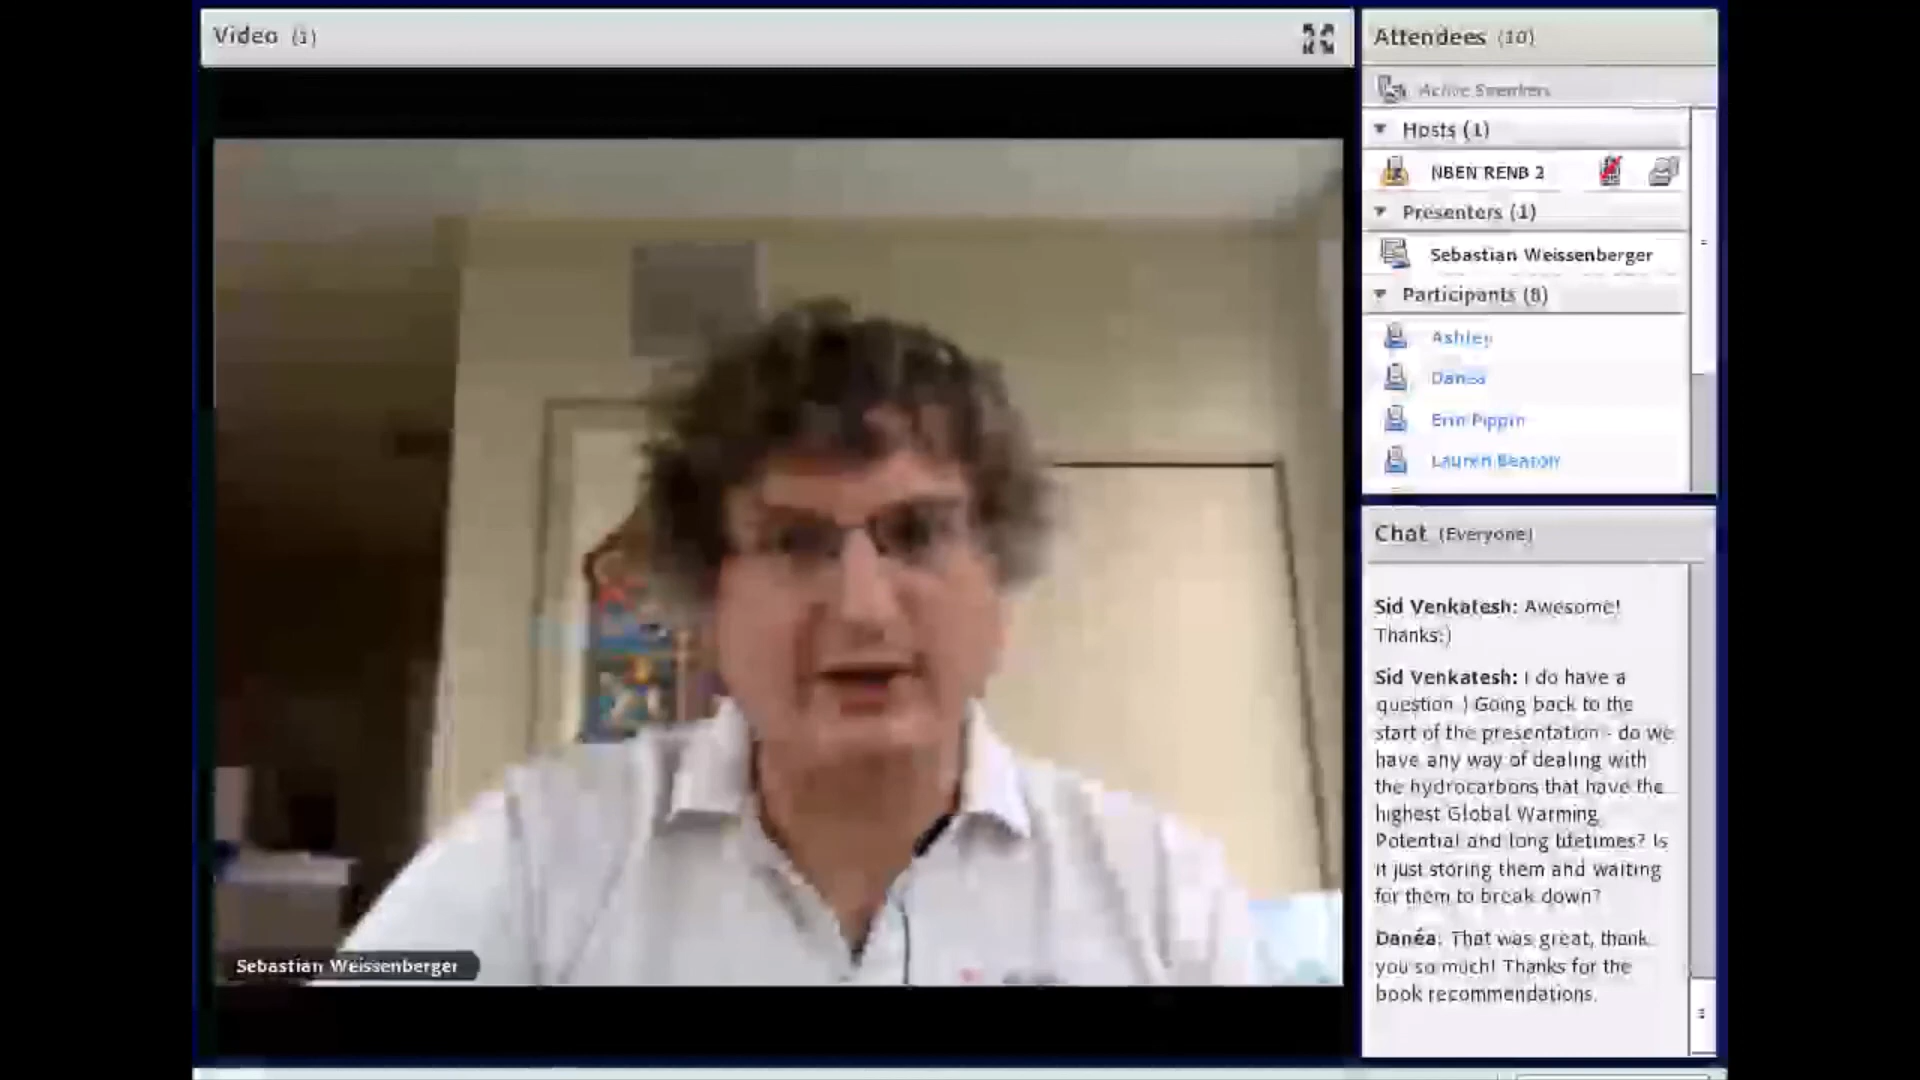 Video (1)
Attendees (10)
Active Speakers
Hosts (1)
NBEN RENB 2
Presenters (1)
Sebastian Weissenberger
Participants (8)
Ashley
Danéa
Erin Pippin
Lauren Beaton
Chat (Everyone)
Sid Venkatesh: Awesome!
Thanks:)
Sid Venkatesh: I do have a
question ) Going back to the
start of the presentation - do we
have any way of dealing with
the hydrocarbons that have the
highest Global Warming
Potential and long lifetimes? Is
it just storing them and waiting
for them to break down?
Danéa: That was great, thank
you so much! Thanks for the
book recommendations.
Sebastian Weissenberger